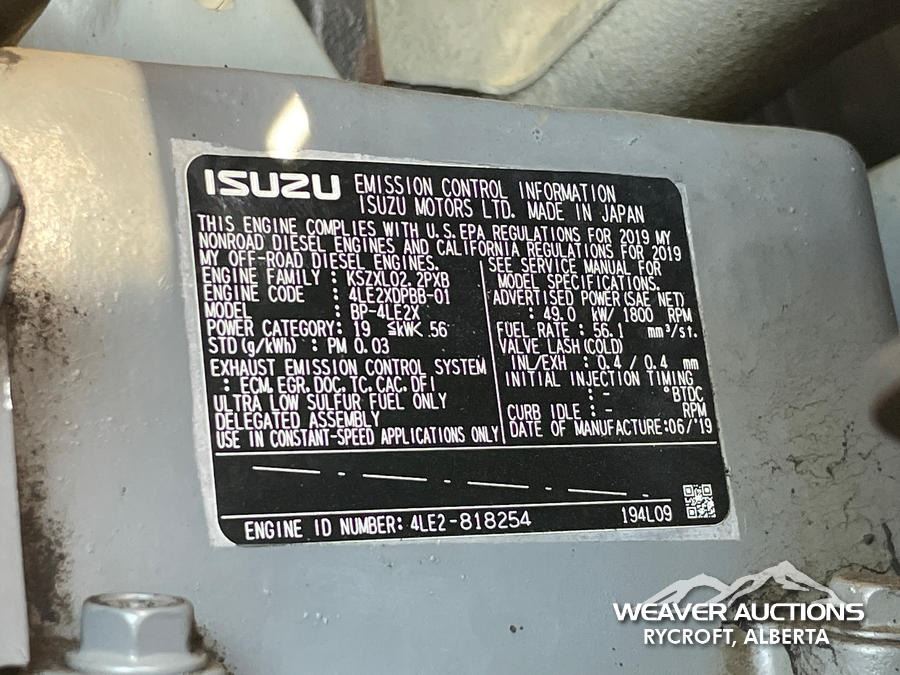 ISUZU EMISSION CONTROL INFORMATION
ISUZU MOTORS LTD. MADE IN JAPAN
THIS ENGINE COMPLIES WITH U.S.EPA REGULATIONS FOR 2019 MY
NONROAD DIESEL ENGINES AND CALIFORNIA REGULATIONS FOR 2019
MY OFF-ROAD DIESEL ENGINES.
ENGINE FAMILY : KSZXL02.2PXB
ENGINE CODE : 4LE2XDPBB-01
MODEL : BP-4LE2X
POWER CATEGORY: 19 ≤kW< 56
STD(g/kWh) : PM 0.03
EXHAUST EMISSION CONTROL SYSTEM
: ECM, EGR, DOC, TC, CAC, DFI
ULTRA LOW SULFUR FUEL ONLY
DELEGATED ASSEMBLY
USE IN CONSTANT-SPEED APPLICATIONS ONLY
SEE SERVICE MANUAL FOR
MODEL SPECIFICATIONS.
ADVERTISED POWER(SAE NET)
: 49.0 kW/ 1800 RPM
FUEL RATE : 56.1 mm³/st.
VALVE LASH(COLD)
INL/EXH : 0.4 / 0.4 mm
INITIAL INJECTION TIMING
: - °BTDC
CURB IDLE : - RPM
DATE OF MANUFACTURE:06/'19
ENGINE ID NUMBER: 4LE2-818254 194L09
WEAVER AUCTIONS
RYCROFT, ALBERTA